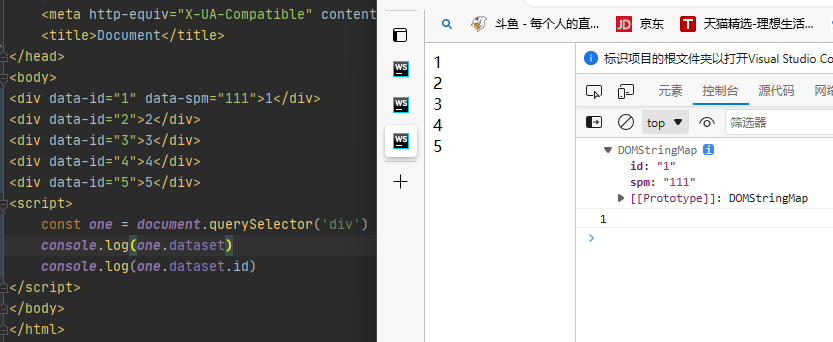 <meta http-equiv="X-UA-Compatible" content
<title>Document</title>
</head>
<body>
<div data-id="1" data-spm="111">1</div>
<div data-id="2">2</div>
<div data-id="3">3</div>
<div data-id="4">4</div>
<div data-id="5">5</div>
<script>
const one = document.querySelector('div')
console.log(one.dataset)
console.log(one.dataset.id)
</script>
</body>
</html>
WS
WS
WS
斗鱼 - 每个人的直...
JD 京东
T 天猫精选-理想生活...
1
2
3
4
5
标识项目的根文件夹以打开Visual Studio Co
元素 控制台 源代码 网络
top 筛选器
DOMStringMap
id: "1"
spm: "111"
[[Prototype]]: DOMStringMap
1